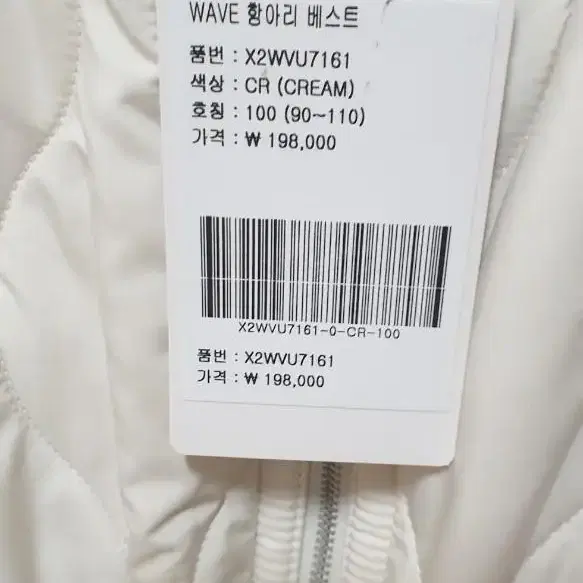 WAVE 항아리 베스트
품번 : X2WVU7161
색상 : CR (CREAM)
호칭 : 100 (90~110)
가격 : ₩ 198,000
X2WVU7161-0-CR-100
품번 : X2WVU7161
가격 : ₩ 198,000